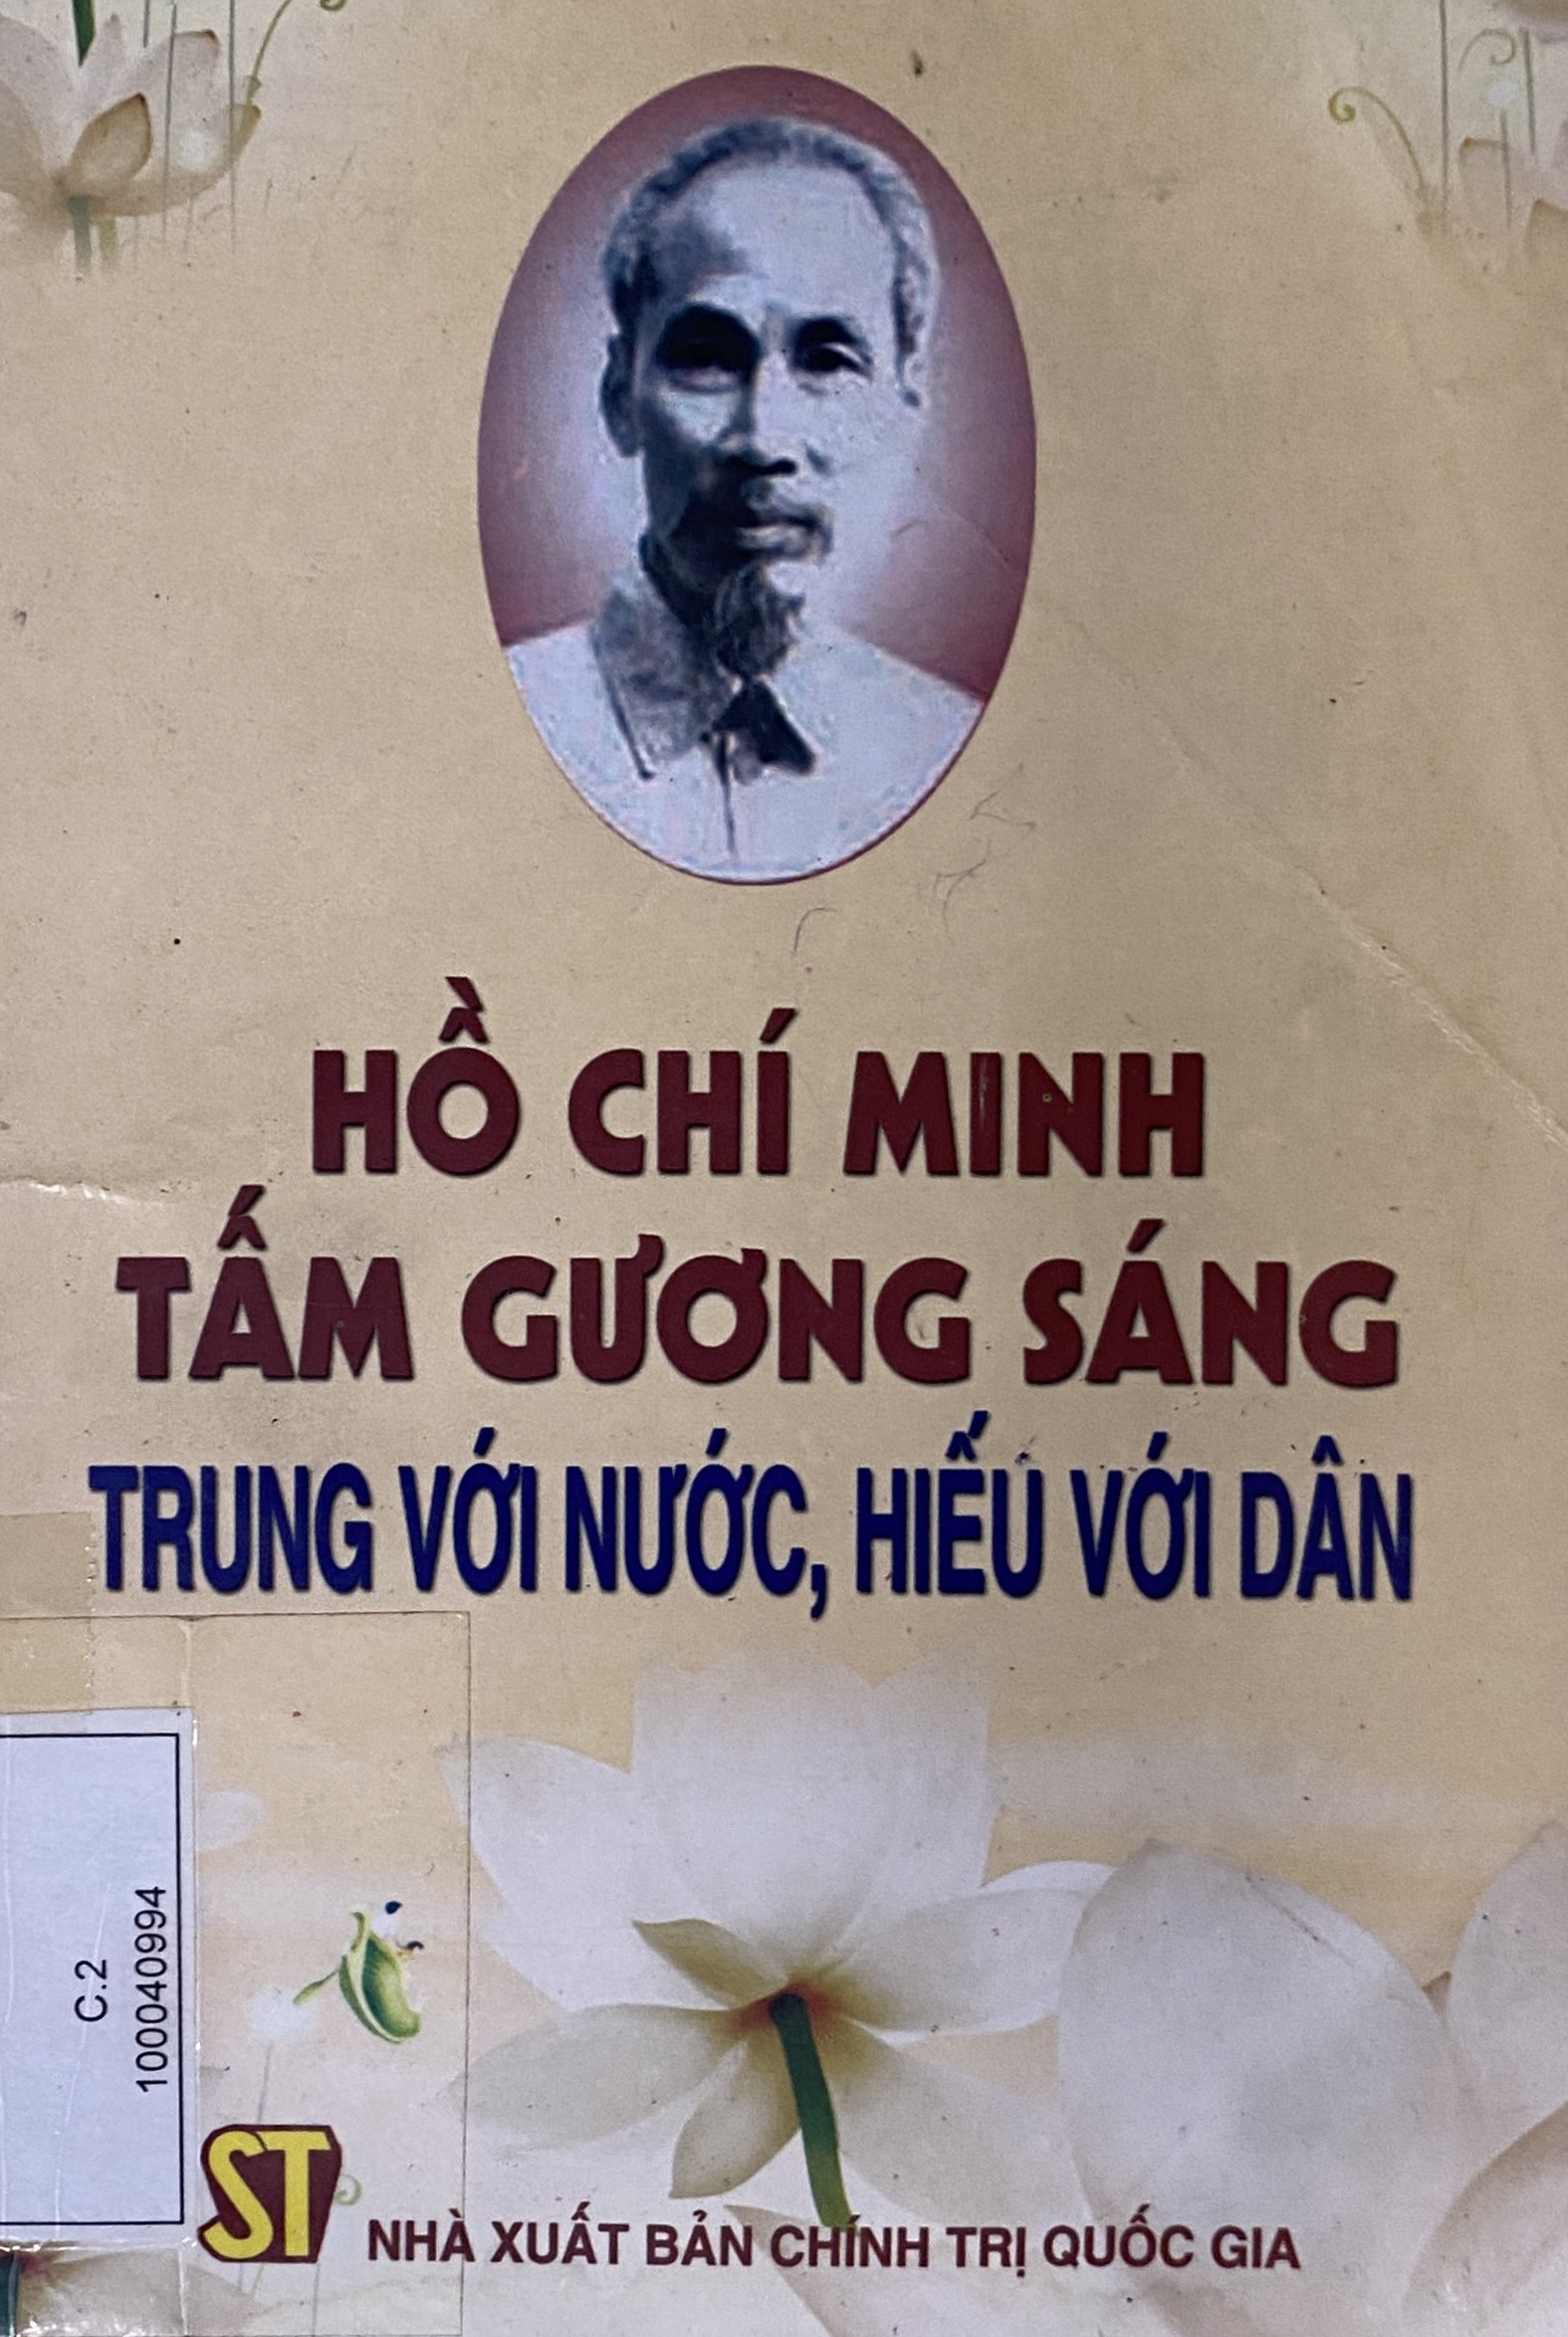 HỒ CHÍ MINH
TẤM GƯƠNG SÁNG
TRUNG VỚI NƯỚC, HIẾU VỚI DÂN
C.2
100040994
ST
NHÀ XUẤT BẢN CHÍNH TRỊ QUỐC GIA